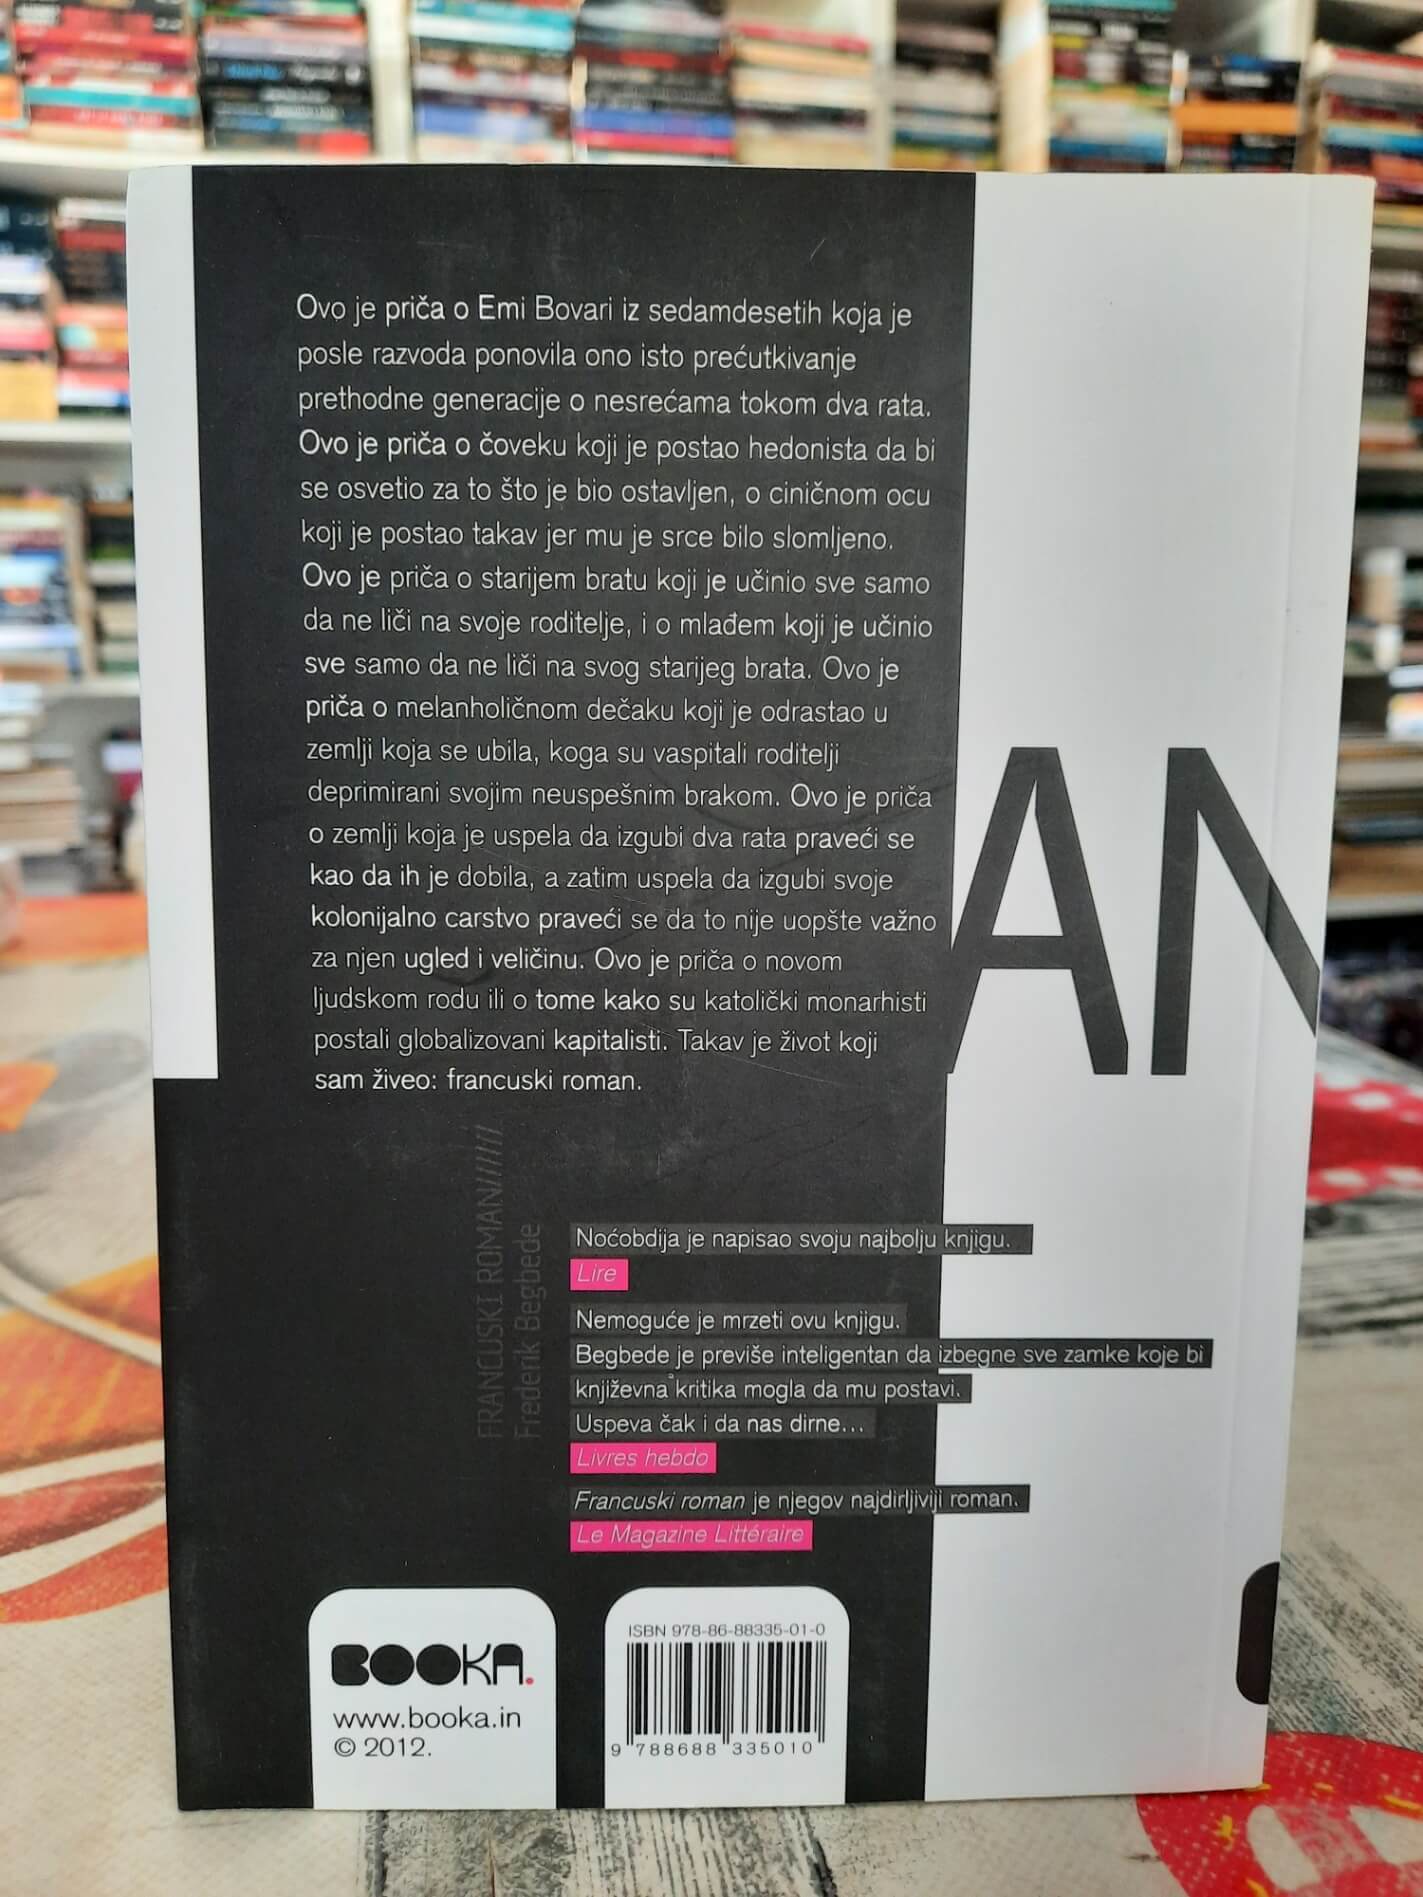 Ovo je priča o Emi Bovari iz sedamdesetih koja je
posle razvoda ponovila ono isto prećutkivanje
prethodne generacije o nesrećama tokom dva rata.
Ovo je priča o čoveku koji je postao hedonista da bi
se osvetio za to što je bio ostavljen, o ciničnom ocu
koji je postao takav jer mu je srce bilo slomljeno.
Ovo je priča o starijem bratu koji je učinio sve samo
da ne liči na svoje roditelje, i o mlađem koji je učinio
sve samo da ne liči na svog starijeg brata. Ovo je
priča o melanholičnom dečaku koji je odrastao u
zemlji koja se ubila, koga su vaspitali roditelji
deprimirani svojim neuspešnim brakom. Ovo je priča
o zemlji koja je uspela da izgubi dva rata praveći se
kao da ih je dobila, a zatim uspela da izgubi svoje
kolonijalno carstvo praveći se da to nije uopšte važno
za njen ugled i veličinu. Ovo je priča o novom
ljudskom rodu ili o tome kako su katolički monarhisti
postali globalizovani kapitalisti. Takav je život koji
sam živeo: francuski roman.
AN
FRANCUSKI ROMAN//////
Frederik Begbede
Noćobdija je napisao svoju najbolju knjigu.
Lire
Nemoguće je mrzeti ovu knjigu.
Begbede je previše inteligentan da izbegne sve zamke koje bi
književna kritika mogla da mu postavi.
Uspeva čak i da nas dirne...
Livres hebdo
Francuski roman je njegov najdirljiviji roman.
Le Magazine Littéraire
BOOKA.
www.booka.in
© 2012.
ISBN 978-86-88335-01-0
9 788688 335010